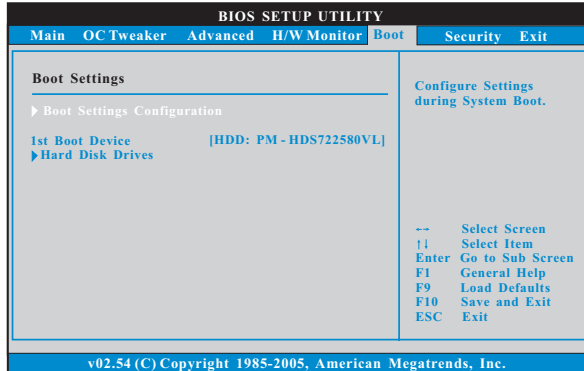 BIOS SETUP UTILITY
Main OC Tweaker Advanced H/W Monitor Boot Security Exit
Boot Settings
Boot Settings Configuration
1st Boot Device [HDD: PM - HDS722580VL]
Hard Disk Drives
Configure Settings
during System Boot.
←→ Select Screen
↑↓ Select Item
Enter Go to Sub Screen
F1 General Help
F9 Load Defaults
F10 Save and Exit
ESC Exit
v02.54 (C) Copyright 1985-2005, American Megatrends, Inc.